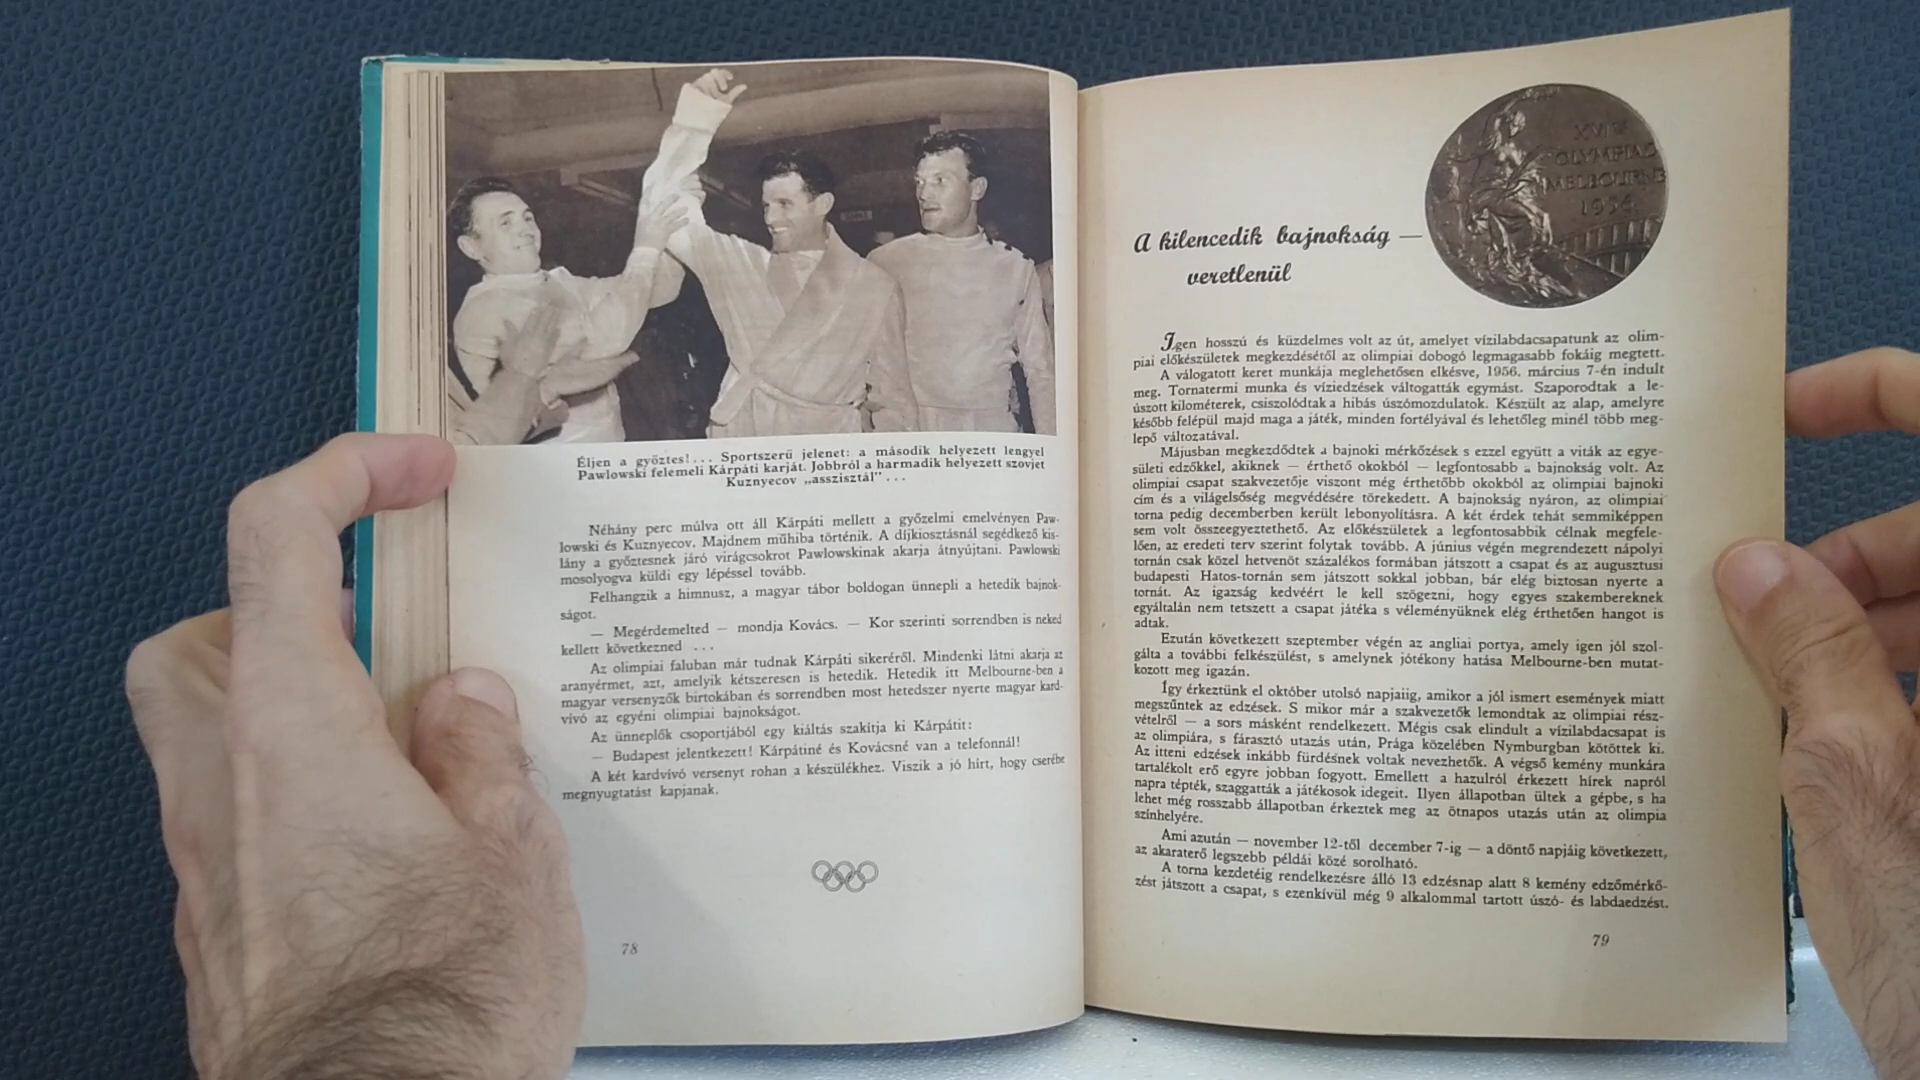 Éljen a győztes!... Sportszerű jelenet: a második helyezett lengyel
Pawlowski felemeli Kárpáti karját. Jobbról a harmadik helyezett szovjet
Kuznyecov „asszisztál"...
Néhány perc múlva ott áll Kárpáti mellett a győzelmi emelvényen Paw-
lowski és Kuznyecov. Majdnem műhiba történik. A díjkiosztásnál segédkező kis-
lány a győztesnek járó virágcsokrot Pawlowskinak akarja átnyújtani. Pawlowski
mosolyogva küldi egy lépéssel tovább.
Felhangzik a himnusz, a magyar tábor boldogan ünnepli a hetedik bajnok-
ságot.
— Megérdemelted — mondja Kovács. — Kor szerinti sorrendben is neked
kellett következned ...
Az olimpiai faluban már tudnak Kárpáti sikeréről. Mindenki látni akarja az
aranyérmet, azt, amelyik kétszeresen is hetedik. Hetedik itt Melbourne-ben a
magyar versenyzők birtokában és sorrendben most hetedszer nyerte magyar kard-
vívó az egyéni olimpiai bajnokságot.
Az ünneplők csoportjából egy kiáltás szakítja ki Kárpátit:
— Budapest jelentkezett! Kárpátiné és Kovácsné van a telefonnál!
A két kardvívó versenyt rohan a készülékhez. Viszik a jó hírt, hogy cserébe
megnyugtatást kapjanak.
78
XVIth
OLYMPIAD
MELBOURNE
1956
A kilencedik bajnokság —
veretlenül
Igen hosszú és küzdelmes volt az út, amelyet vízilabdacsapatunk az olim-
piai előkészületek megkezdésétől az olimpiai dobogó legmagasabb fokáig megtett.
A válogatott keret munkája meglehetősen elkésve, 1956. március 7-én indult
meg. Tornatermi munka és víziedzések váltogatták egymást. Szaporodtak a le-
úszott kilométerek, csiszolódtak a hibás úszómozdulatok. Készült az alap, amelyre
később felépül majd maga a játék, minden fortélyával és lehetőleg minél több meg-
lepő változatával.
Májusban megkezdődtek a bajnoki mérkőzések s ezzel együtt a viták az egye-
sületi edzőkkel, akiknek — érthető okokból — legfontosabb a bajnokság volt. Az
olimpiai csapat szakvezetője viszont még érthetőbb okokból az olimpiai bajnoki
cím és a világelsőség megvédésére törekedett. A bajnokság nyáron, az olimpiai
torna pedig decemberben került lebonyolításra. A két érdek tehát semmiképpen
sem volt összeegyeztethető. Az előkészületek a legfontosabbik célnak megfele-
lően, az eredeti terv szerint folytak tovább. A június végén megrendezett nápolyi
tornán csak közel hetvenöt százalékos formában játszott a csapat és az augusztusi
budapesti Hatos-tornán sem játszott sokkal jobban, bár elég biztosan nyerte a
tornát. Az igazság kedvéért le kell szögezni, hogy egyes szakembereknek
egyáltalán nem tetszett a csapat játéka s véleményüknek elég érthetően hangot is
adtak.
Ezután következett szeptember végén az angliai portya, amely igen jól szol-
gálta a további felkészülést, s amelynek jótékony hatása Melbourne-ben mutat-
kozott meg igazán.
Így érkeztünk el október utolsó napjaiig, amikor a jól ismert események miatt
megszűntek az edzések. S mikor már a szakvezetők lemondtak az olimpiai rész-
vételről — a sors másként rendelkezett. Mégis csak elindult a vízilabdacsapat is
az olimpiára, s fárasztó utazás után, Prága közelében Nymburgban kötöttek ki.
Az itteni edzések inkább fürdésnek voltak nevezhetők. A végső kemény munkára
tartalékolt erő egyre jobban fogyott. Emellett a hazulról érkezett hírek napról
napra tépték, szaggatták a játékosok idegeit. Ilyen állapotban ültek a gépbe, s ha
lehet még rosszabb állapotban érkeztek meg az ötnapos utazás után az olimpia
színhelyére.
Ami azután — november 12-től december 7-ig — a döntő napjáig következett,
az akaraterő legszebb példái közé sorolható.
A torna kezdetéig rendelkezésre álló 13 edzésnap alatt 8 kemény edzőmérkő-
zést játszott a csapat, s ezenkívül még 9 alkalommal tartott úszó- és labdaedzést.
79